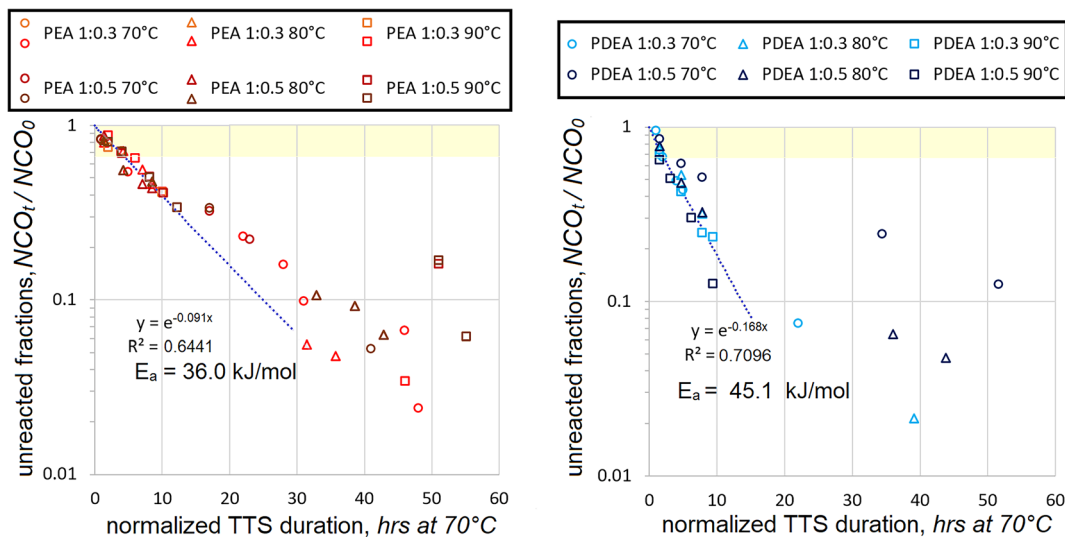 PEA 1:0.3 70°C PEA 1:0.3 80°C PEA 1:0.3 90°C
PEA 1:0.5 70°C PEA 1:0.5 80°C PEA 1:0.5 90°C
1
0.1
0.01
0 10 20 30 40 50 60
unreacted fractions, NCOt / NCO0
normalized TTS duration, hrs at 70°C
y = e^-0.091x
R² = 0.6441
Ea = 36.0 kJ/mol
PDEA 1:0.3 70°C PDEA 1:0.3 80°C PDEA 1:0.3 90°C
PDEA 1:0.5 70°C PDEA 1:0.5 80°C PDEA 1:0.5 90°C
1
0.1
0.01
0 10 20 30 40 50 60
unreacted fractions, NCOt / NCO0
normalized TTS duration, hrs at 70°C
y = e^-0.168x
R² = 0.7096
Ea = 45.1 kJ/mol